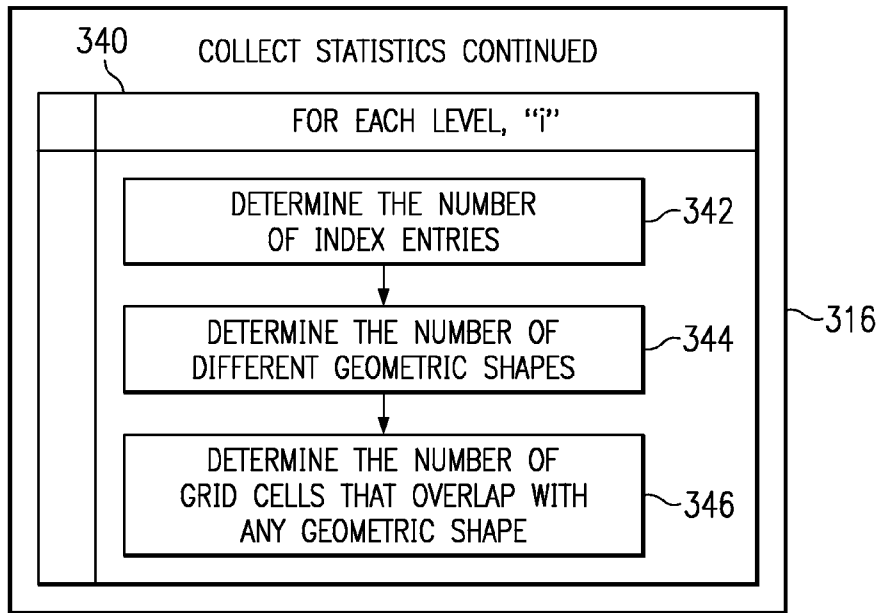 340
COLLECT STATISTICS CONTINUED
FOR EACH LEVEL, "i"
DETERMINE THE NUMBER
OF INDEX ENTRIES
342
DETERMINE THE NUMBER OF
DIFFERENT GEOMETRIC SHAPES
344
316
DETERMINE THE NUMBER OF
GRID CELLS THAT OVERLAP WITH
ANY GEOMETRIC SHAPE
346